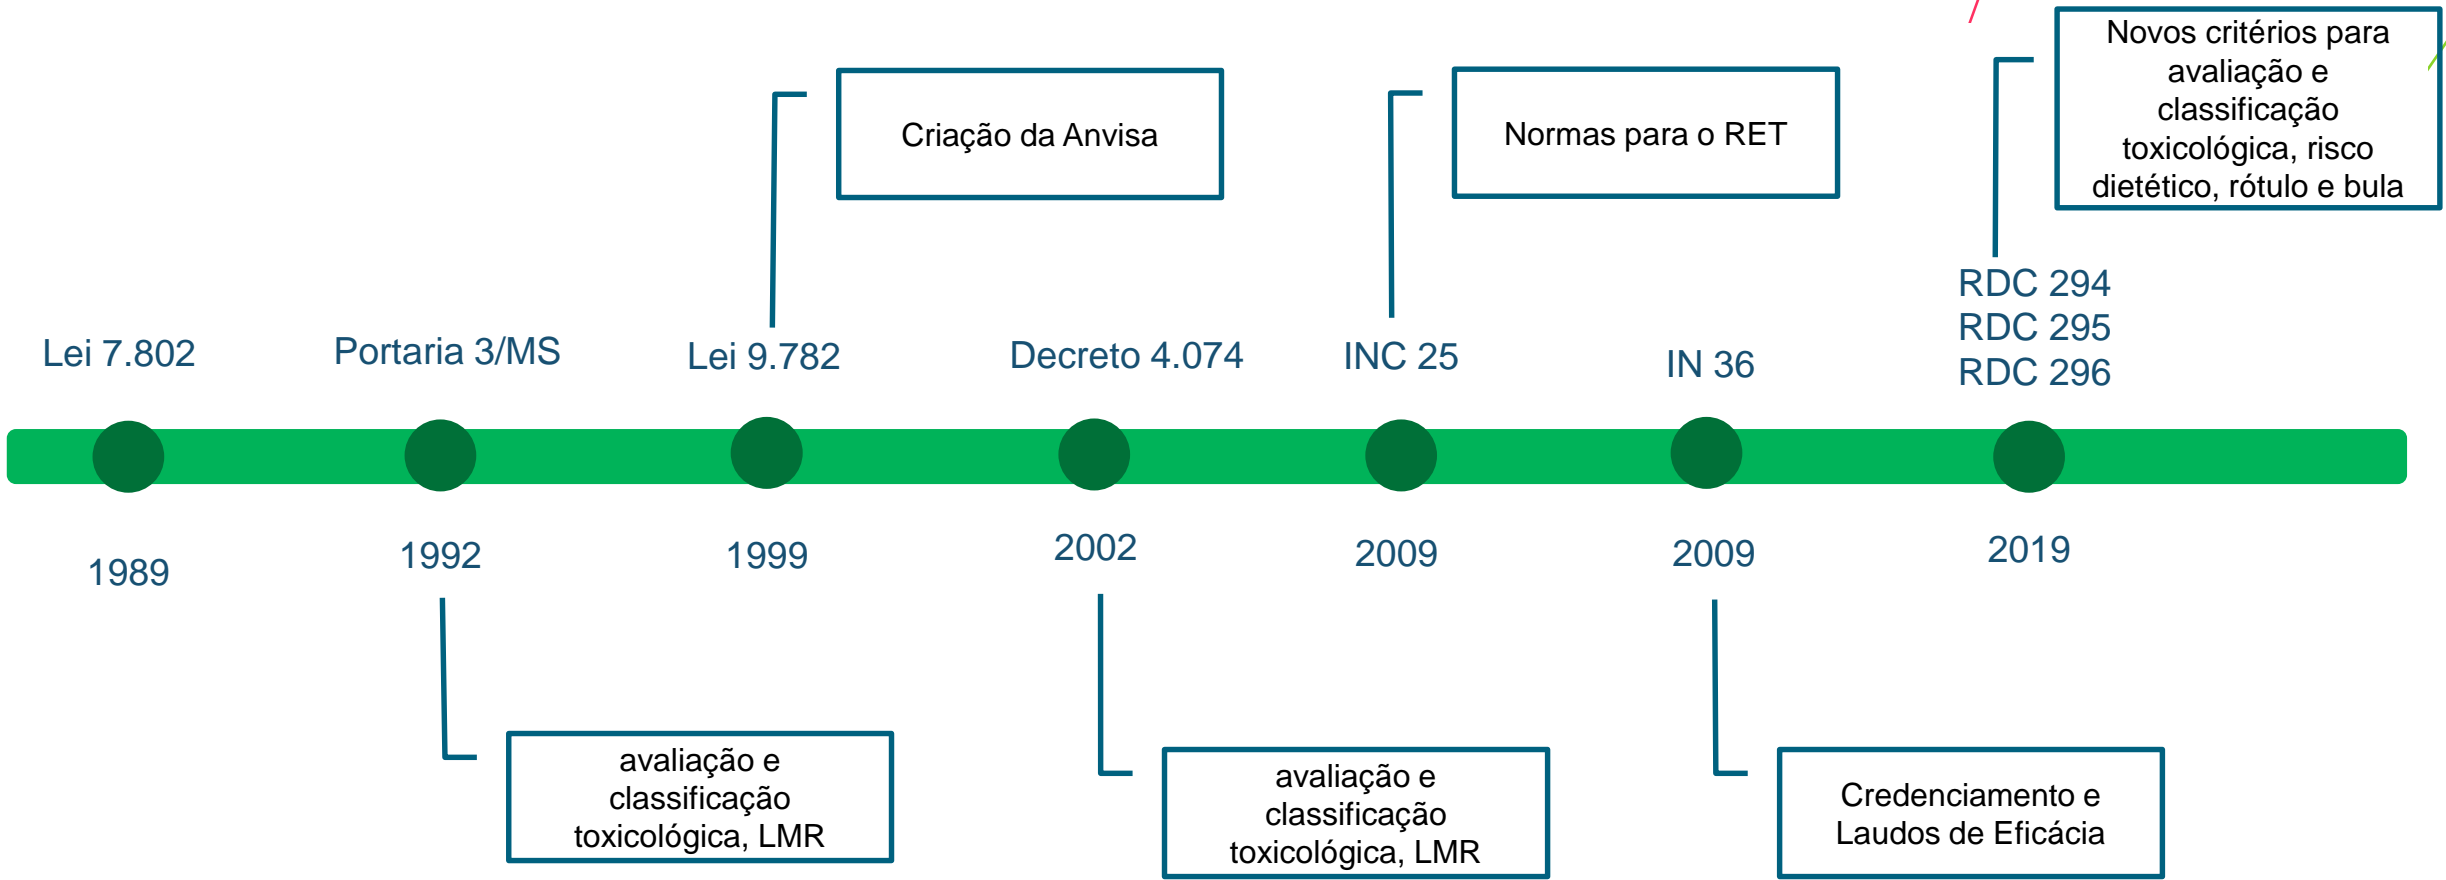 Novos critérios para
avaliação e
classificação
toxicológica, risco
dietético, rótulo e bula
Criação da Anvisa
Normas para o RET
RDC 294
RDC 295
RDC 296
Lei 7.802
Portaria 3/MS
Lei 9.782
Decreto 4.074
INC 25
IN 36
1989
1992
1999
2002
2009
2009
2019
avaliação e
classificação
toxicológica, LMR
avaliação e
classificação
toxicológica, LMR
Credenciamento e
Laudos de Eficácia